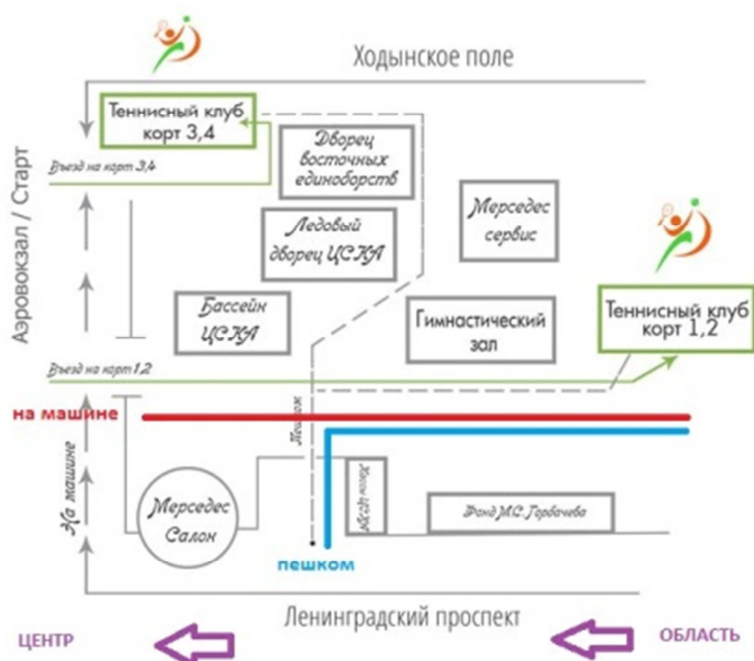 Ходынское поле
Теннисный клуб
корт 3,4
Аэровокзал / Старт
Въезд на корт 3,4
Дворец
восточных
единоборств
Мерседес
сервис
Ледовый
дворец ЦСКА
Бассейн
ЦСКА
Гимнастический
зал
Теннисный клуб
корт 1,2
Въезд на корт 1,2
на машине
Пешком
На машине
Мерседес
Салон
Фонд М.С. Горбачева
пешком
Ленинградский проспект
ЦЕНТР
ОБЛАСТЬ